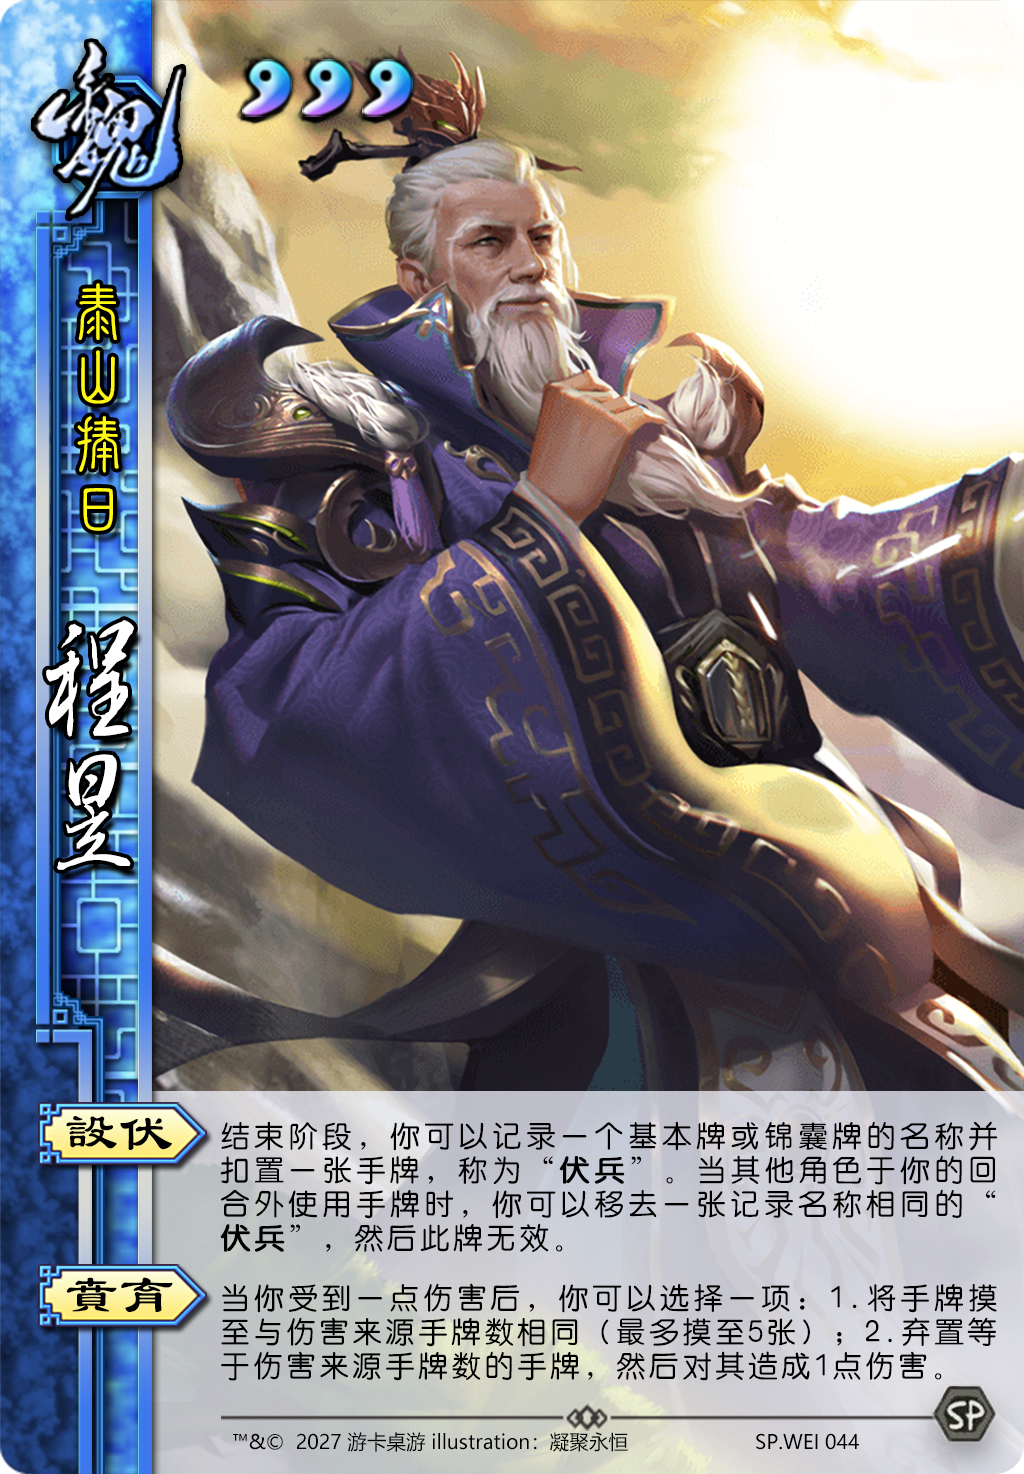 魏
泰山捧日
程昱
設伏
结束阶段，你可以记录一个基本牌或锦囊牌的名称并
扣置一张手牌，称为“伏兵”。当其他角色于你的回
合外使用手牌时，你可以移去一张记录名称相同的“
伏兵”，然后此牌无效。
賁育
当你受到一点伤害后，你可以选择一项：1.将手牌摸
至与伤害来源手牌数相同（最多摸至5张）；2.弃置等
于伤害来源手牌数的手牌，然后对其造成1点伤害。
SP
™&© 2027 游卡桌游 illustration：凝聚永恒
SP.WEI 044